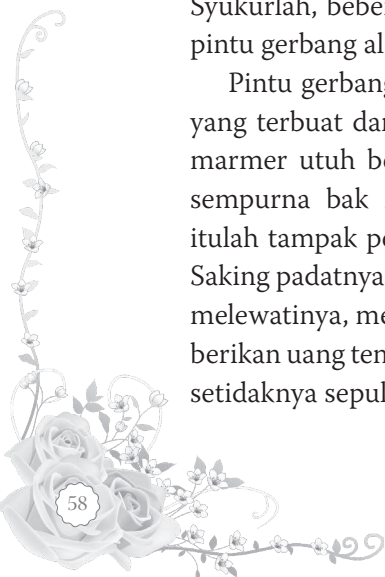 Syukurlah,
pintu gerbang
Pintu gerbang
yang terbuat
marmer utuh
sempurna bak
itulah tampak
Saking padatnya
melewatinya,
berikan uang
setidaknya
58